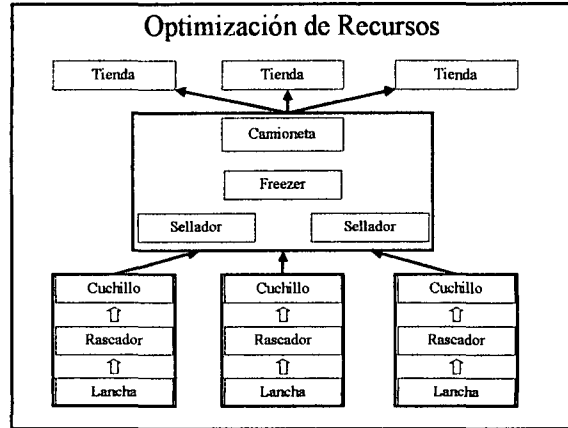 Optimización de Recursos
Tienda Tienda Tienda
Camioneta
Freezer
Sellador Sellador
Cuchillo Cuchillo Cuchillo
Rascador Rascador Rascador
Lancha Lancha Lancha